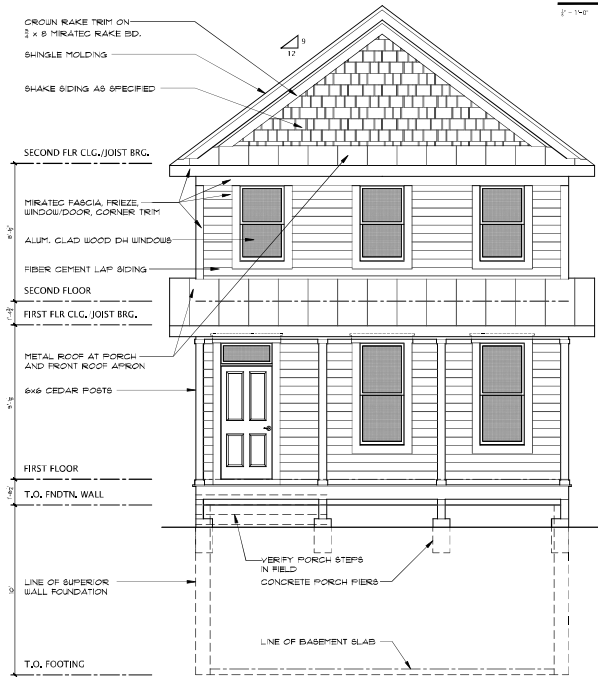 CROWN RAKE TRIM ON
x 8 MIRATEC RAKE BD.
9
12
SHINGLE MOLDING
SHAKE SIDING AS SPECIFIED
SECOND FLR CLG./JOIST BRG.
MIRATEC FASCIA, FRIEZE,
WINDOW/DOOR, CORNER TRIM
ALUM. CLAD WOOD DH WINDOWS
FIBER CEMENT LAP SIDING
SECOND FLOOR
FIRST FLR CLG. JOIST BRG.
METAL ROOF AT PORCH
AND FRONT ROOF APRON
6x6 CEDAR POSTS
FIRST FLOOR
T.O. FNDTN. WALL
VERIFY PORCH STEPS
IN FIELD
CONCRETE PORCH PIERS
LINE OF SUPERIOR
WALL FOUNDATION
10'
LINE OF BASEMENT SLAB
T.O. FOOTING